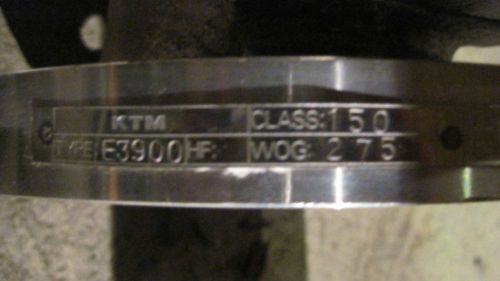 KTM CLASS: 150
TYPE: E3900 HF: WOG: 275